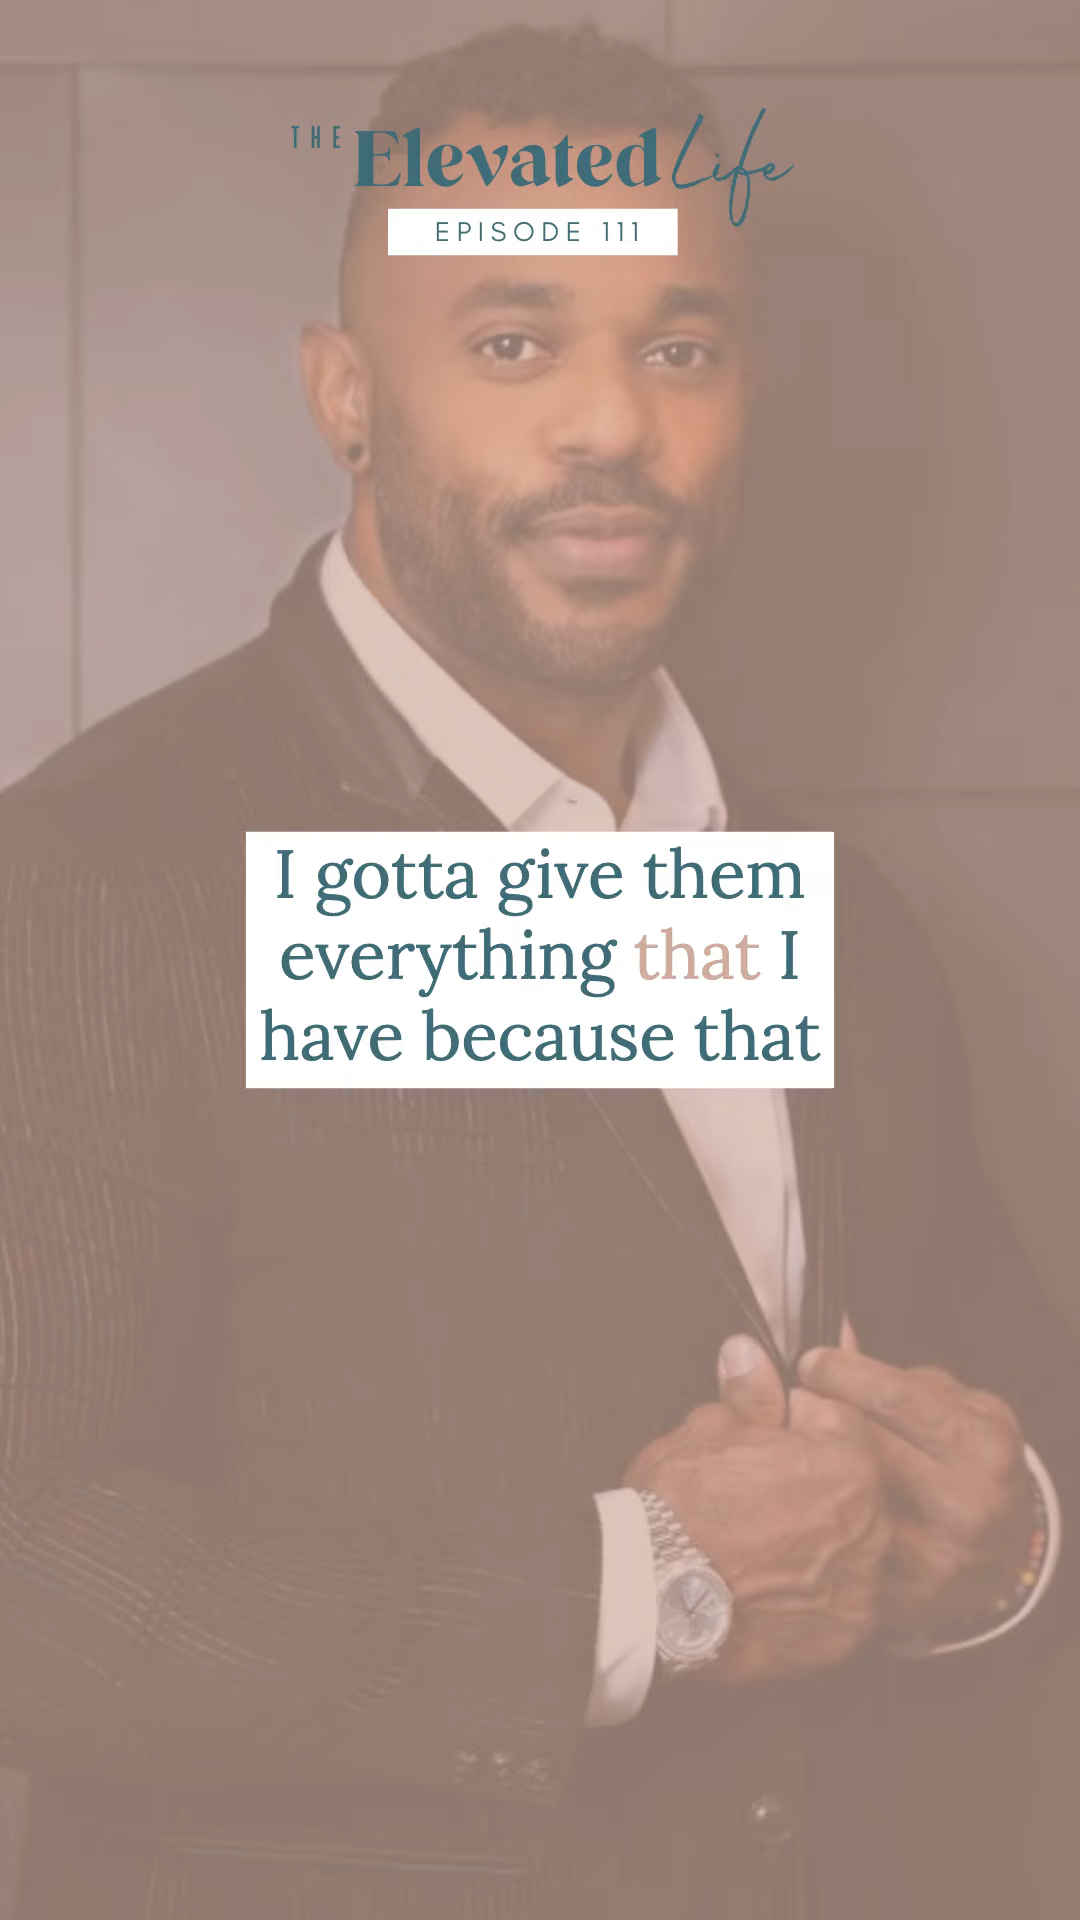 THE Elevated Life
EPISODE 111
I gotta give them
everything that I
have because that